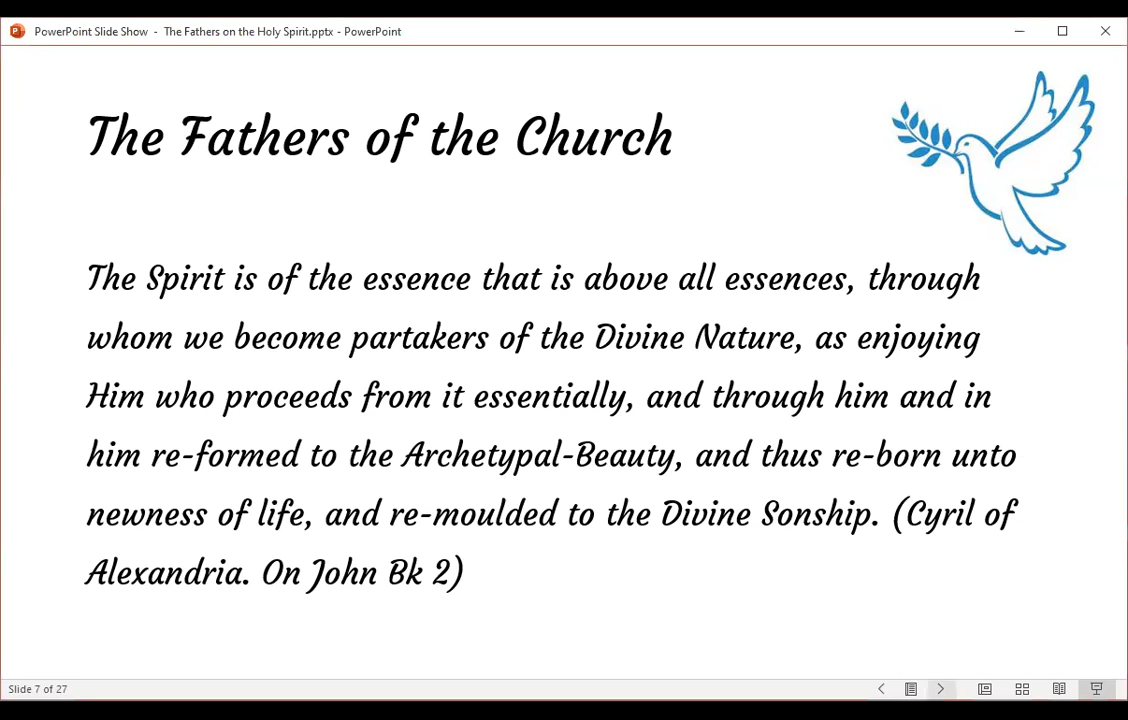 PowerPoint Slide Show - The Fathers on the Holy Spirit.pptx - PowerPoint
The Fathers of the Church
The Spirit is of the essence that is above all essences, through
whom we become partakers of the Divine Nature, as enjoying
Him who proceeds from it essentially, and through him and in
him re-formed to the Archetypal-Beauty, and thus re-born unto
newness of life, and re-moulded to the Divine Sonship. (Cyril of
Alexandria. On John Bk 2)
Slide 7 of 27